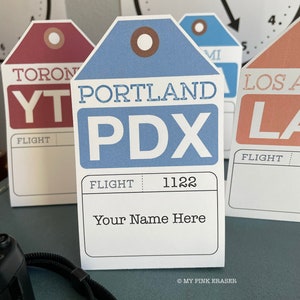 TORON
YT
FLIGHT
MI
LOS A
LA
FLIGHT
PORTLAND
PDX
FLIGHT 1122
Your Name Here
© MY PINK ERASER